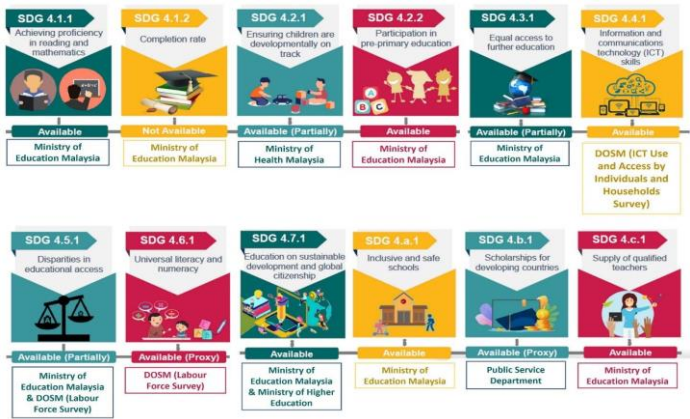 SDG 4.1.1
Achieving proficiency
in reading and
mathematics
Available
Ministry of
Education Malaysia
SDG 4.1.2
Completion rate
Not Available
Ministry of
Education Malaysia
SDG 4.2.1
Ensuring children are
developmentally on
track
Available (Partially)
Ministry of
Health Malaysia
SDG 4.2.2
Participation in
pre-primary education
A
B
C
Available
Ministry of
Education Malaysia
SDG 4.3.1
Equal access to
further education
Available (Partially)
Ministry of
Education Malaysia
SDG 4.4.1
Information and
communications
technology (ICT)
skills
Available
DOSM (ICT Use
and Access by
Individuals and
Households
Survey)
SDG 4.5.1
Disparities in
educational access
Available (Partially)
Ministry of
Education Malaysia
& DOSM (Labour
Force Survey)
SDG 4.6.1
Universal literacy and
numeracy
Available (Proxy)
DOSM (Labour
Force Survey)
SDG 4.7.1
Education on sustainable
development and global
citizenship
Available
Ministry of
Education Malaysia
& Ministry of Higher
Education
SDG 4.a.1
Inclusive and safe
schools
Available
Ministry of
Education Malaysia
SDG 4.b.1
Scholarships for
developing countries
Available (Proxy)
Public Service
Department
SDG 4.c.1
Supply of qualified
teachers
Available
Ministry of
Education Malaysia